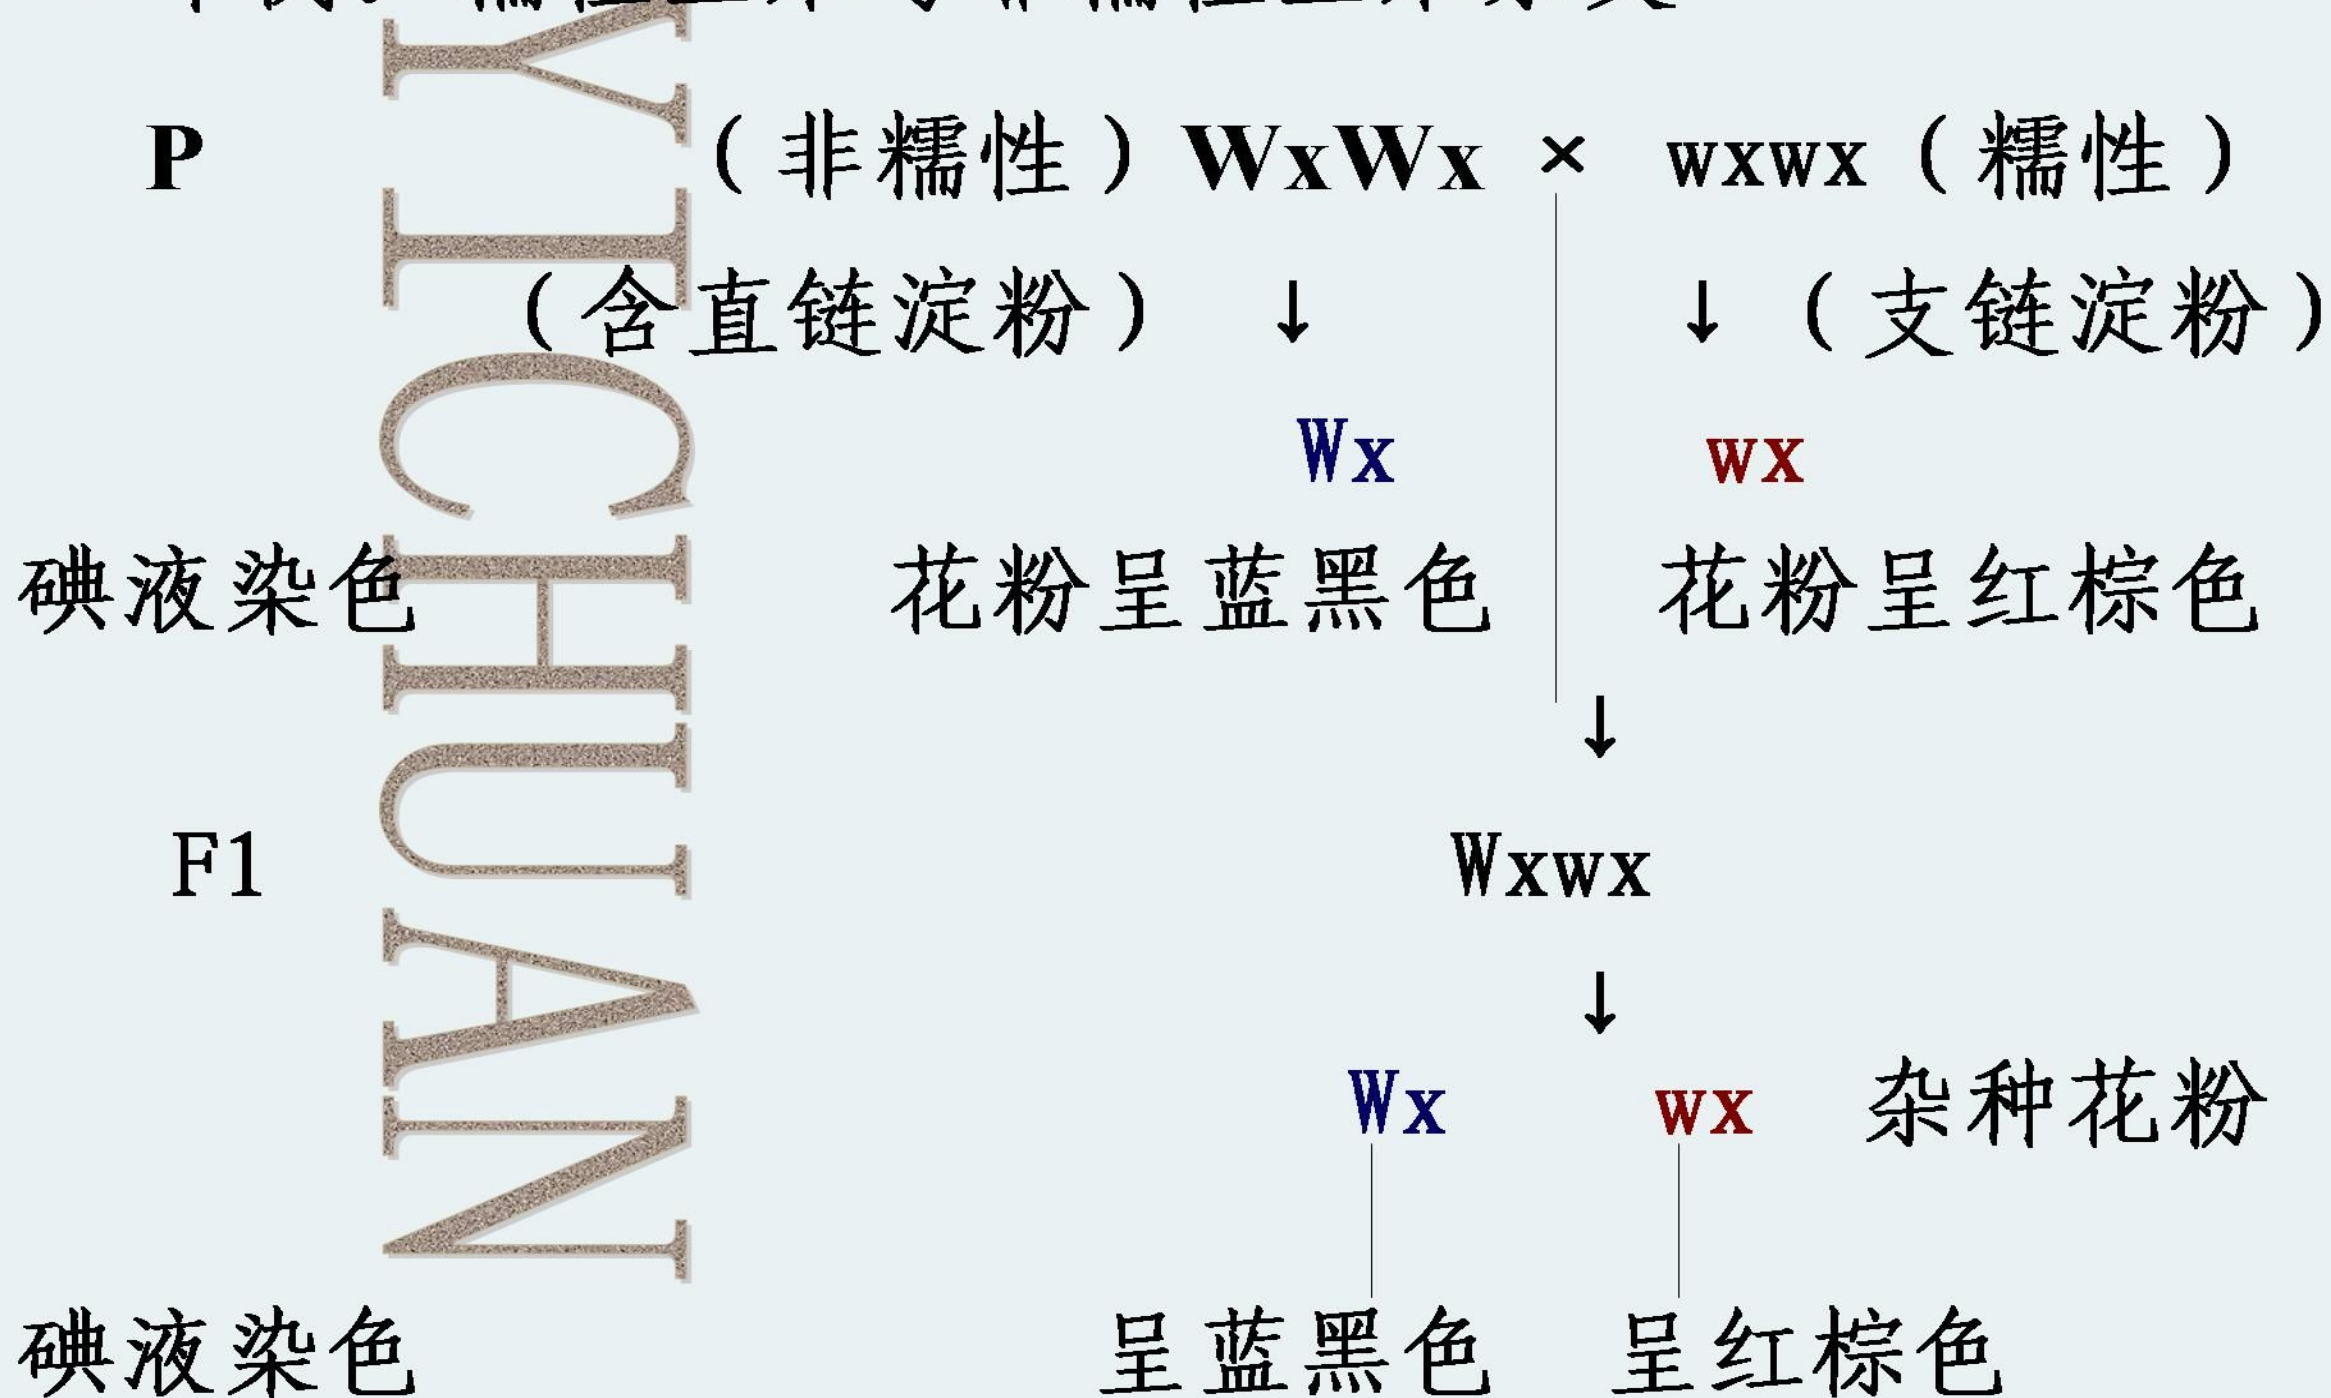 P （非糯性）WxWx × wxwx（糯性）
（含直链淀粉） ↓ ↓ （支链淀粉）
Wx wx
碘液染色 花粉呈蓝黑色 花粉呈红棕色
↓
F1 Wxwx
↓
Wx wx 杂种花粉
碘液染色 呈蓝黑色 呈红棕色
YI CHUAN